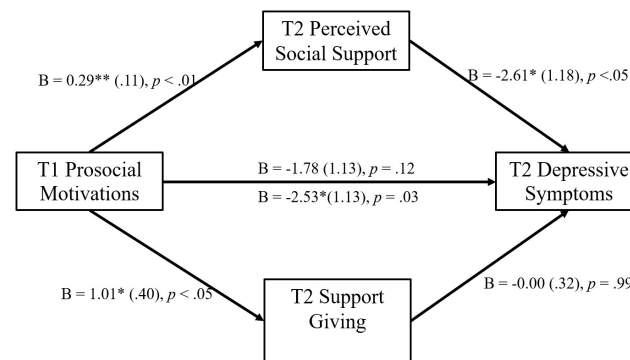 T2 Perceived
Social Support
B = 0.29** (.11), p < .01
B = -2.61* (1.18), p <.05
T1 Prosocial
Motivations
B = -1.78 (1.13), p = .12
B = -2.53*(1.13), p = .03
T2 Depressive
Symptoms
B = 1.01* (.40), p < .05
T2 Support
Giving
B = -0.00 (.32), p = .99